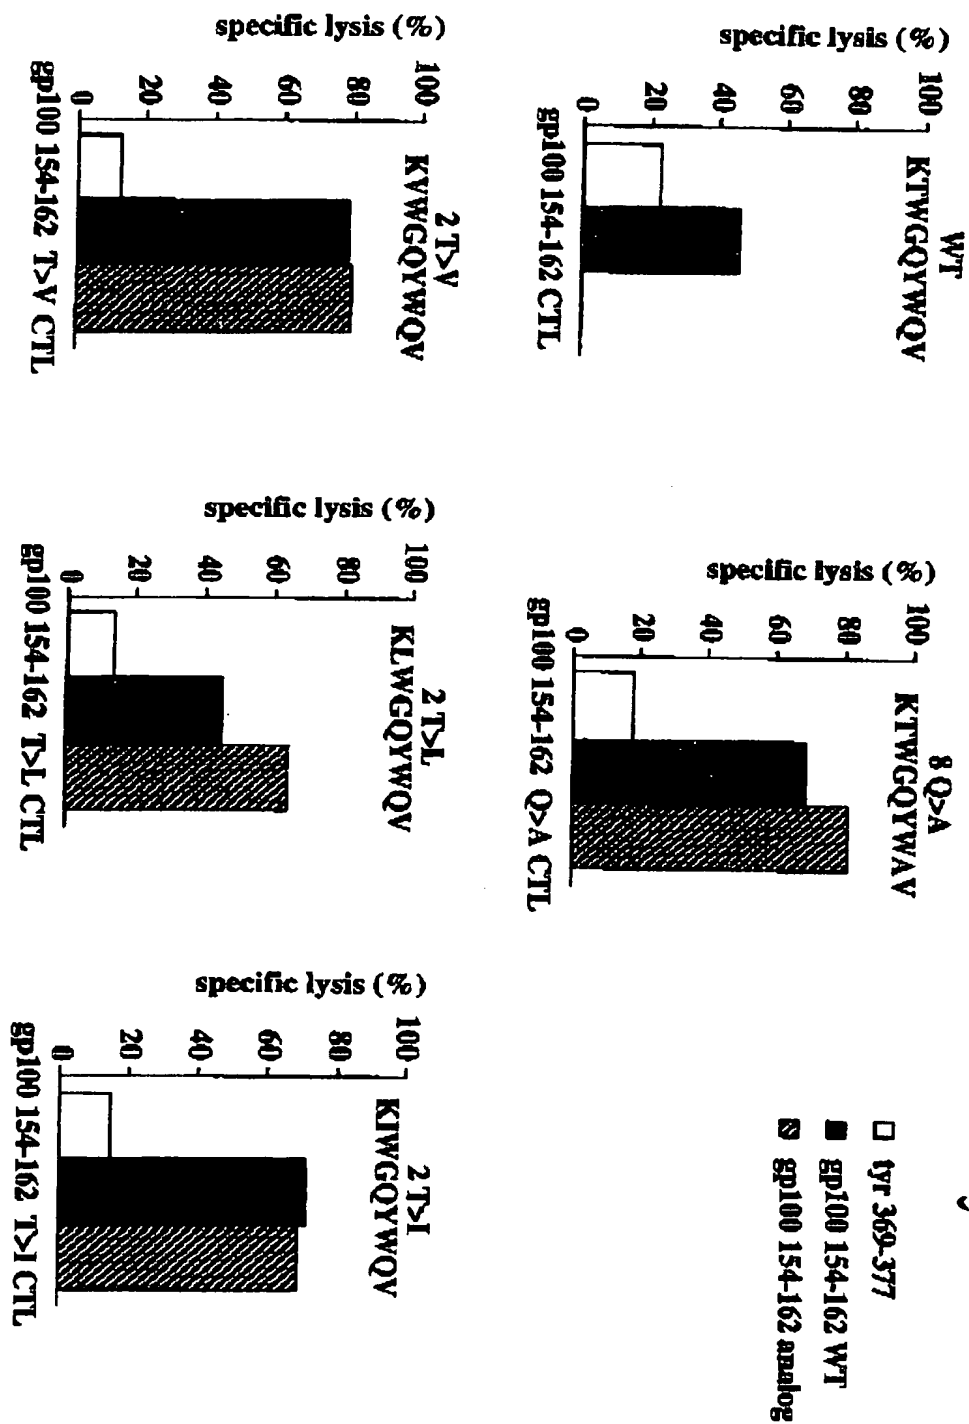 WT
KTWGQYWQV
specific lysis (%)
100
80
60
40
20
0
gp100 154-162 CTL
8 Q>A
KTWGQYWAV
specific lysis (%)
100
80
60
40
20
0
gp100 154-162 Q>A CTL
tyr 369-377
gp100 154-162 WT
gp100 154-162 analog
2 T>V
KVWGQYWQV
specific lysis (%)
100
80
60
40
20
0
gp100 154-162 T>V CTL
2 T>L
KLWGQYWQV
specific lysis (%)
100
80
60
40
20
0
gp100 154-162 T>L CTL
2 T>I
KIWGQYWQV
specific lysis (%)
100
80
60
40
20
0
gp100 154-162 T>I CTL